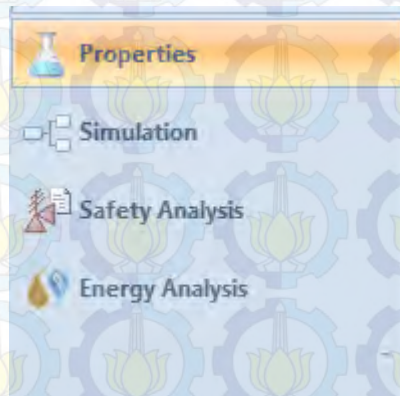 Properties
Simulation
Safety Analysis
Energy Analysis